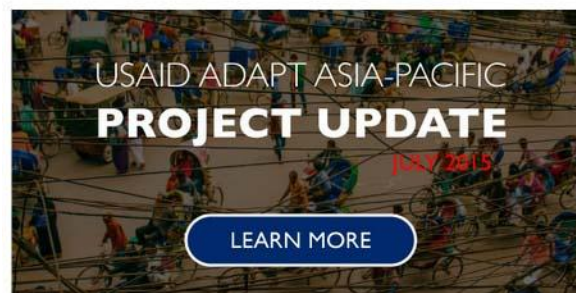 USAID ADAPT ASIA-PACIFIC
PROJECT UPDATE
JULY 2015
LEARN MORE